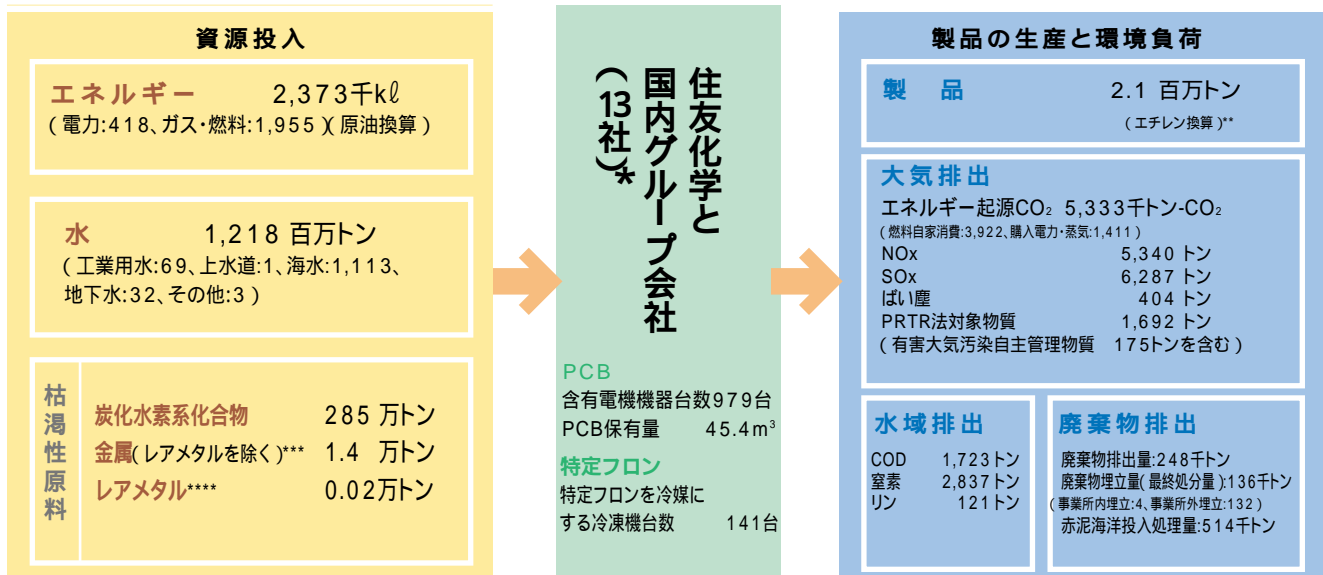 資源投入
エネルギー 2,373千kℓ
(電力:418、ガス・燃料:1,955)(原油換算)
水 1,218 百万トン
(工業用水:69、上水道:1、海水:1,113、
地下水:32、その他:3)
枯渇性原料
炭化水素系化合物 285 万トン
金属(レアメタルを除く)*** 1.4 万トン
レアメタル**** 0.02万トン
住友化学と
国内グループ会社
(13社)*
PCB
含有電機機器台数979台
PCB保有量 45.4m³
特定フロン
特定フロンを冷媒に
する冷凍機台数 141台
製品の生産と環境負荷
製品 2.1 百万トン
(エチレン換算)**
大気排出
エネルギー起源CO₂ 5,333千トン-CO₂
(燃料自家消費:3,922、購入電力・蒸気:1,411)
NOx 5,340 トン
SOx 6,287 トン
ばい塵 404 トン
PRTR法対象物質 1,692 トン
(有害大気汚染自主管理物質 175トンを含む)
水域排出
COD 1,723トン
窒素 2,837トン
リン 121トン
廃棄物排出
廃棄物排出量:248千トン
廃棄物埋立量(最終処分量):136千トン
(事業所内埋立:4、事業所外埋立:132)
赤泥海洋投入処理量:514千トン